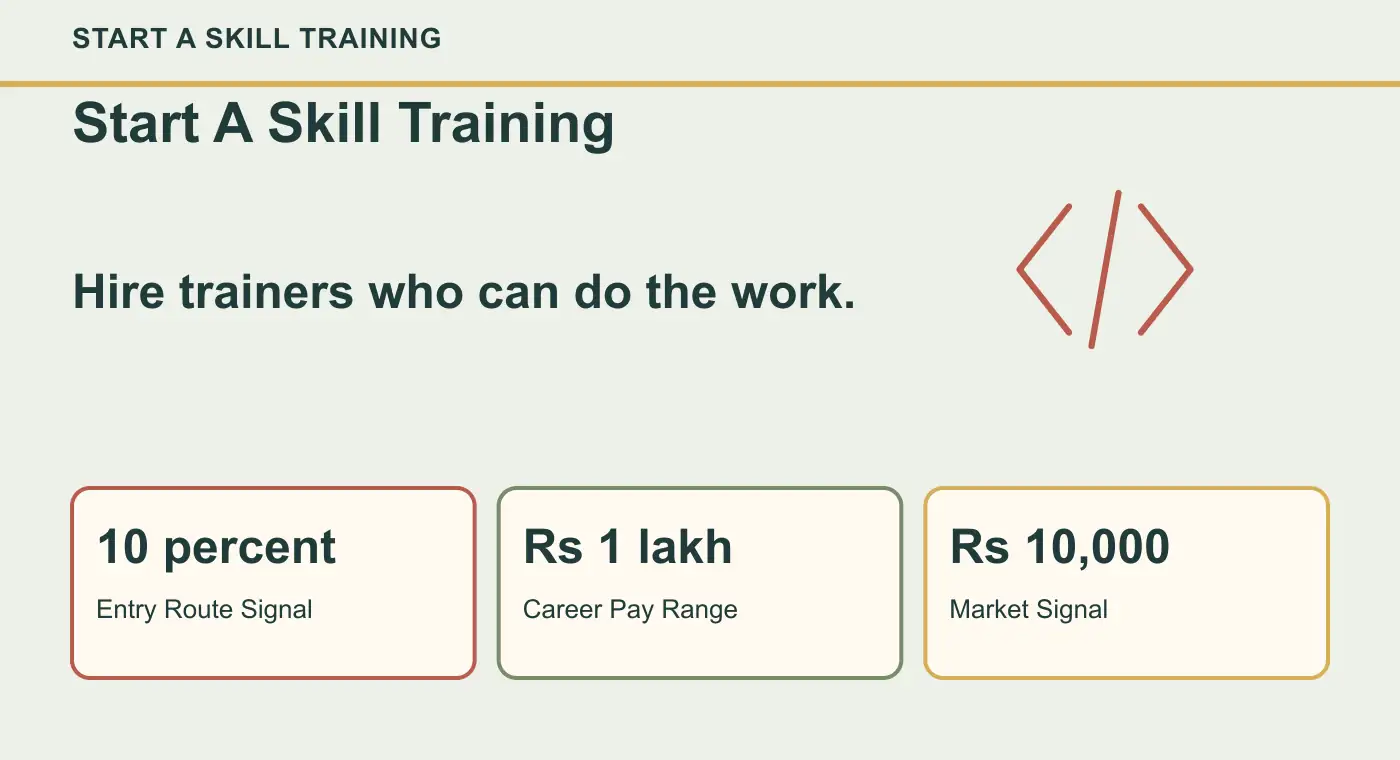 START A SKILL TRAINING
Start A Skill Training
Hire trainers who can do the work.
10 percent
Entry Route Signal
Rs 1 lakh
Career Pay Range
Rs 10,000
Market Signal